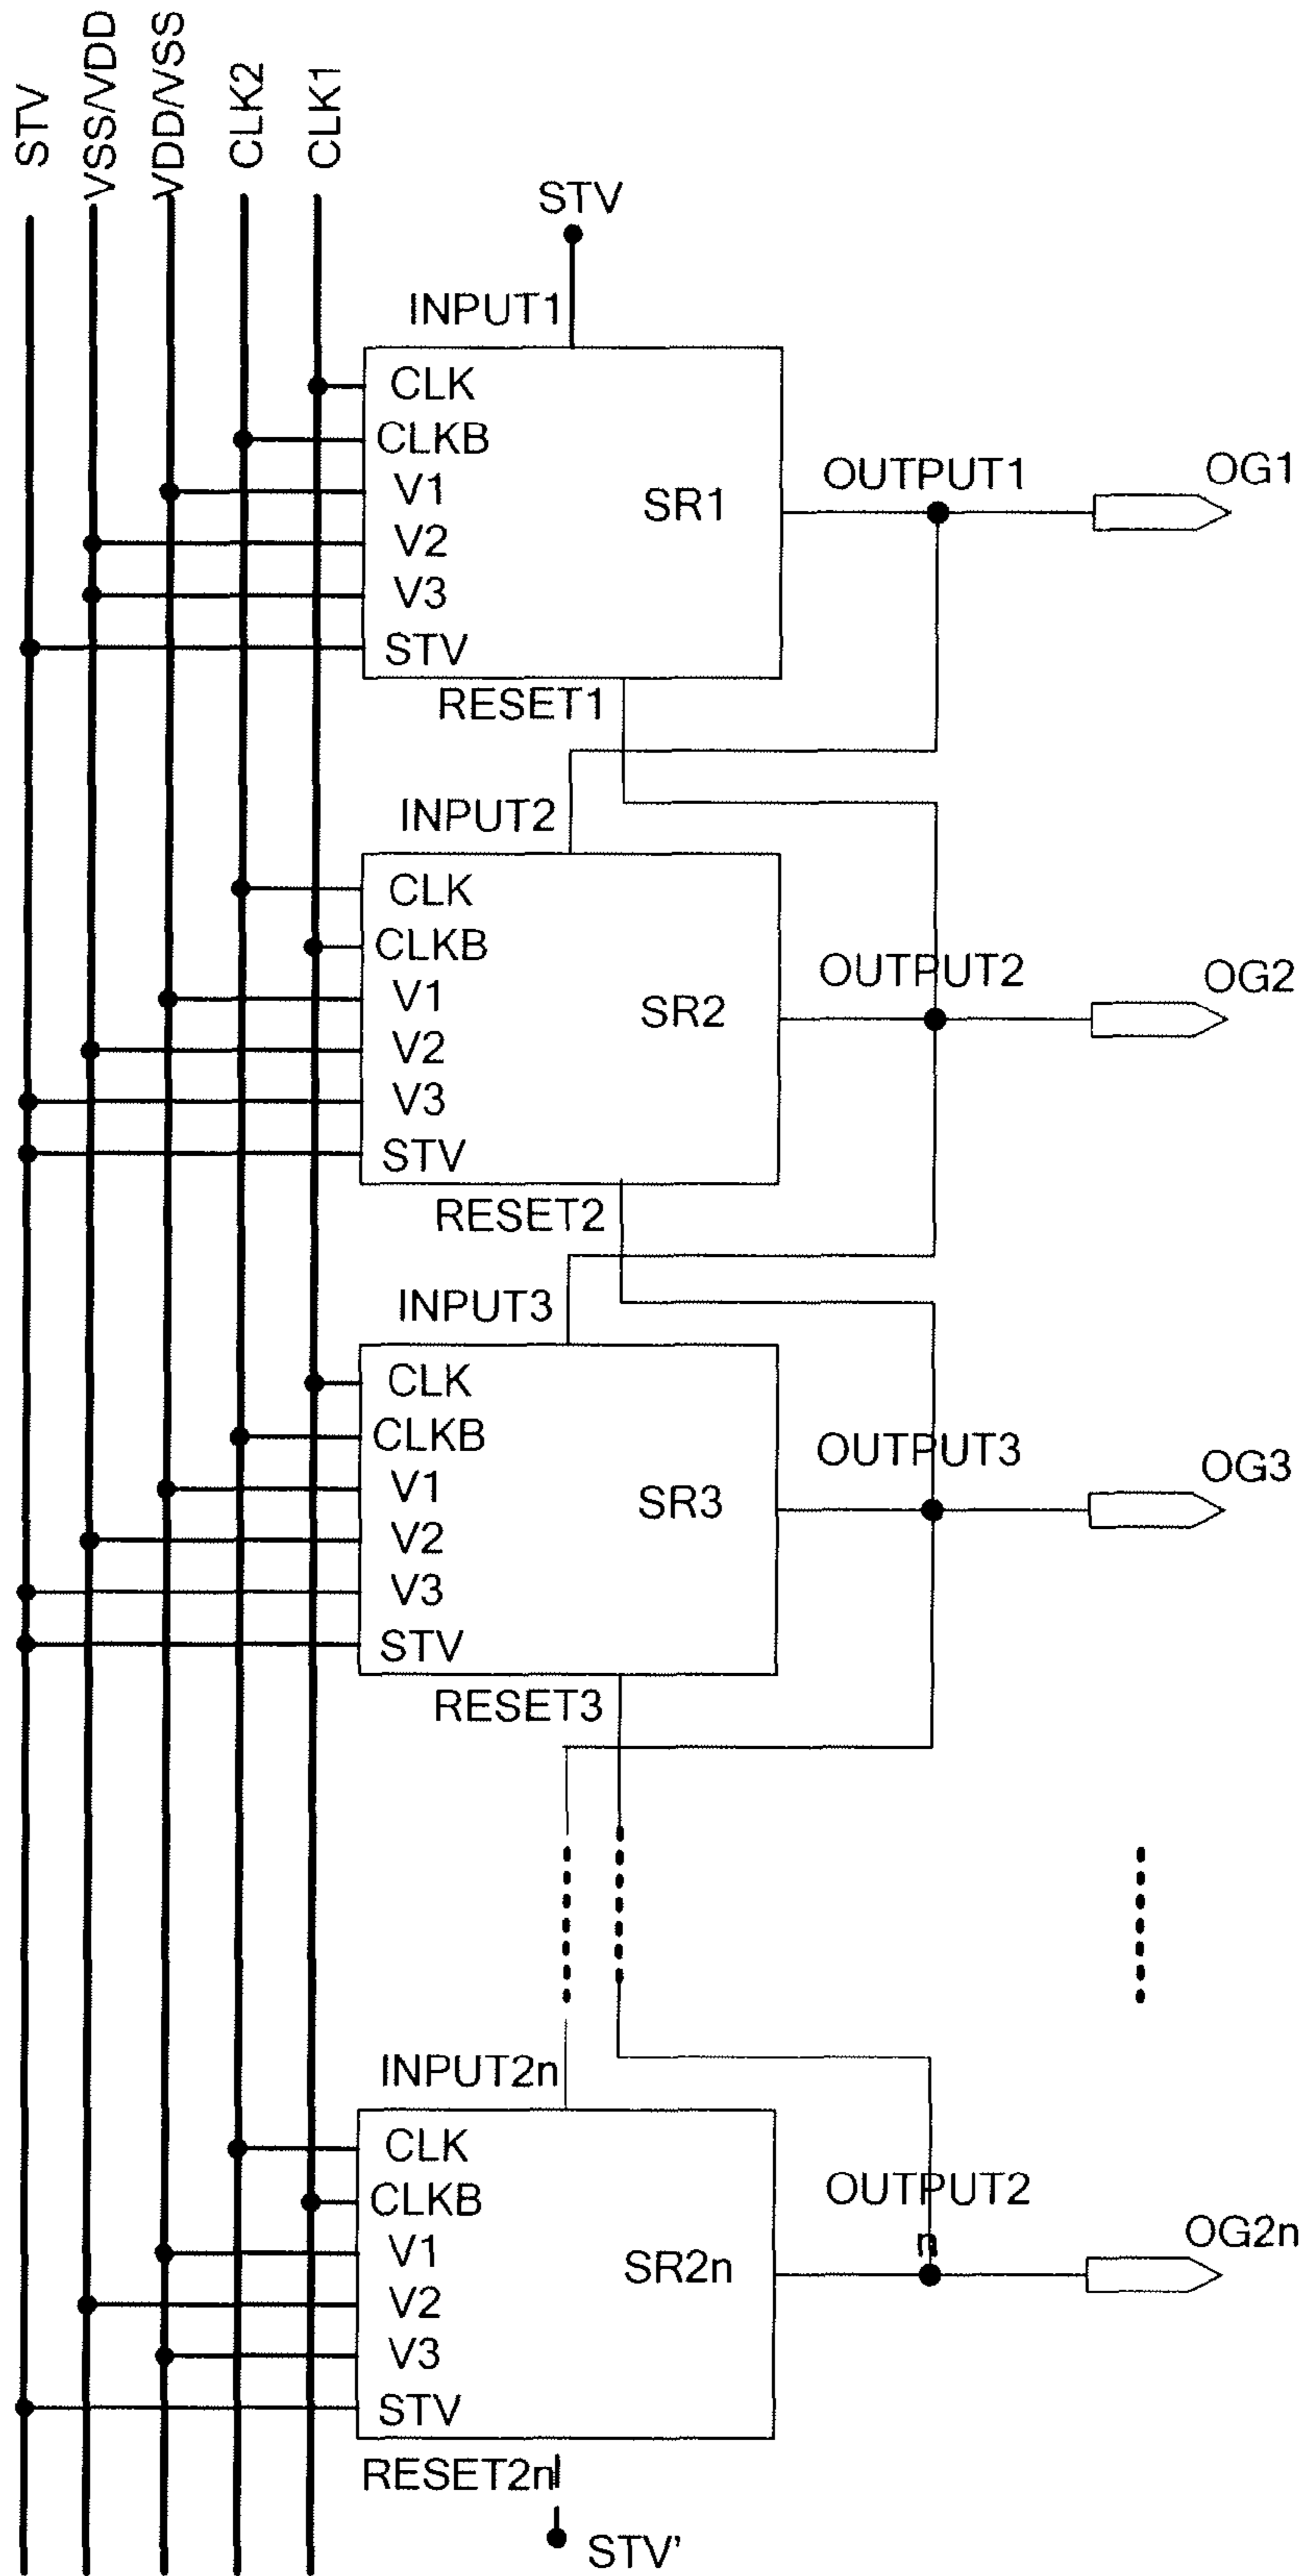 STV
VSS/VDD
VDD/VSS
CLK2
CLK1
STV
INPUT1
CLK
CLKB
V1
V2
V3
STV
SR1
OUTPUT1
OG1
RESET1
INPUT2
CLK
CLKB
V1
V2
V3
STV
SR2
OUTPUT2
OG2
RESET2
INPUT3
CLK
CLKB
V1
V2
V3
STV
SR3
OUTPUT3
OG3
RESET3
INPUT2n
CLK
CLKB
V1
V2
V3
STV
SR2n
OUTPUT2
n
OG2n
RESET2n
STV'